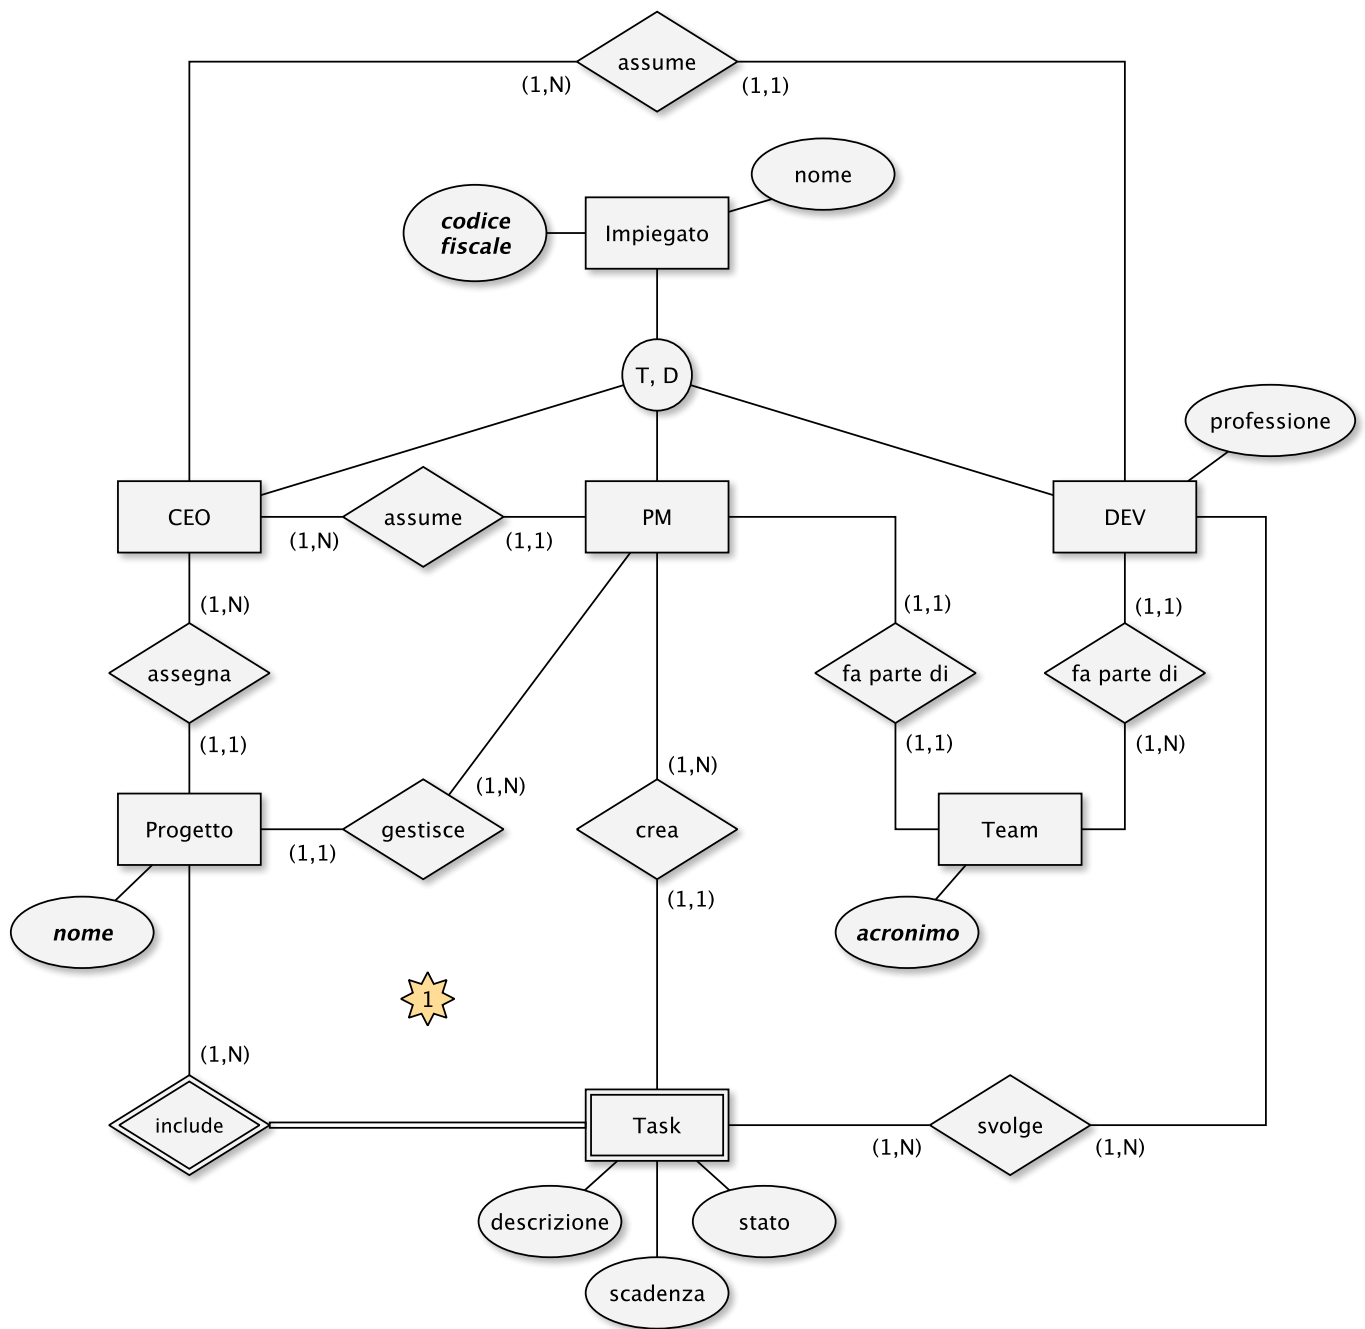 assume
(1,N)
(1,1)
nome
codice
fiscale
Impiegato
T, D
professione
CEO
assume
PM
DEV
(1,N)
(1,1)
(1,N)
(1,1)
(1,1)
assegna
fa parte di
fa parte di
(1,1)
(1,1)
(1,N)
(1,N)
(1,N)
Progetto
gestisce
crea
Team
(1,1)
(1,1)
nome
acronimo
1
(1,N)
include
Task
svolge
(1,N)
(1,N)
descrizione
stato
scadenza